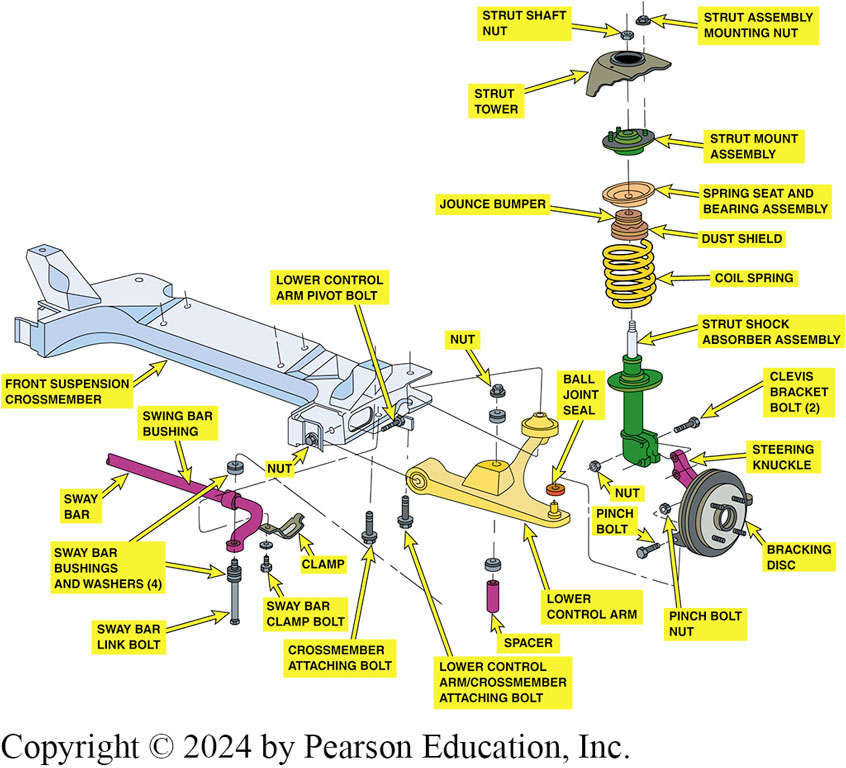 STRUT SHAFT
NUT
STRUT ASSEMBLY
MOUNTING NUT
STRUT
TOWER
STRUT MOUNT
ASSEMBLY
JOUNCE BUMPER
SPRING SEAT AND
BEARING ASSEMBLY
DUST SHIELD
COIL SPRING
LOWER CONTROL
ARM PIVOT BOLT
STRUT SHOCK
ABSORBER ASSEMBLY
NUT
FRONT SUSPENSION
CROSSMEMBER
BALL
JOINT
SEAL
CLEVIS
BRACKET
BOLT (2)
SWING BAR
BUSHING
STEERING
KNUCKLE
NUT
NUT
SWAY
BAR
PINCH
BOLT
SWAY BAR
BUSHINGS
AND WASHERS (4)
CLAMP
BRACKING
DISC
SWAY BAR
CLAMP BOLT
LOWER
CONTROL ARM
PINCH BOLT
NUT
SWAY BAR
LINK BOLT
SPACER
CROSSMEMBER
ATTACHING BOLT
LOWER CONTROL
ARM/CROSSMEMBER
ATTACHING BOLT
Copyright © 2024 by Pearson Education, Inc.